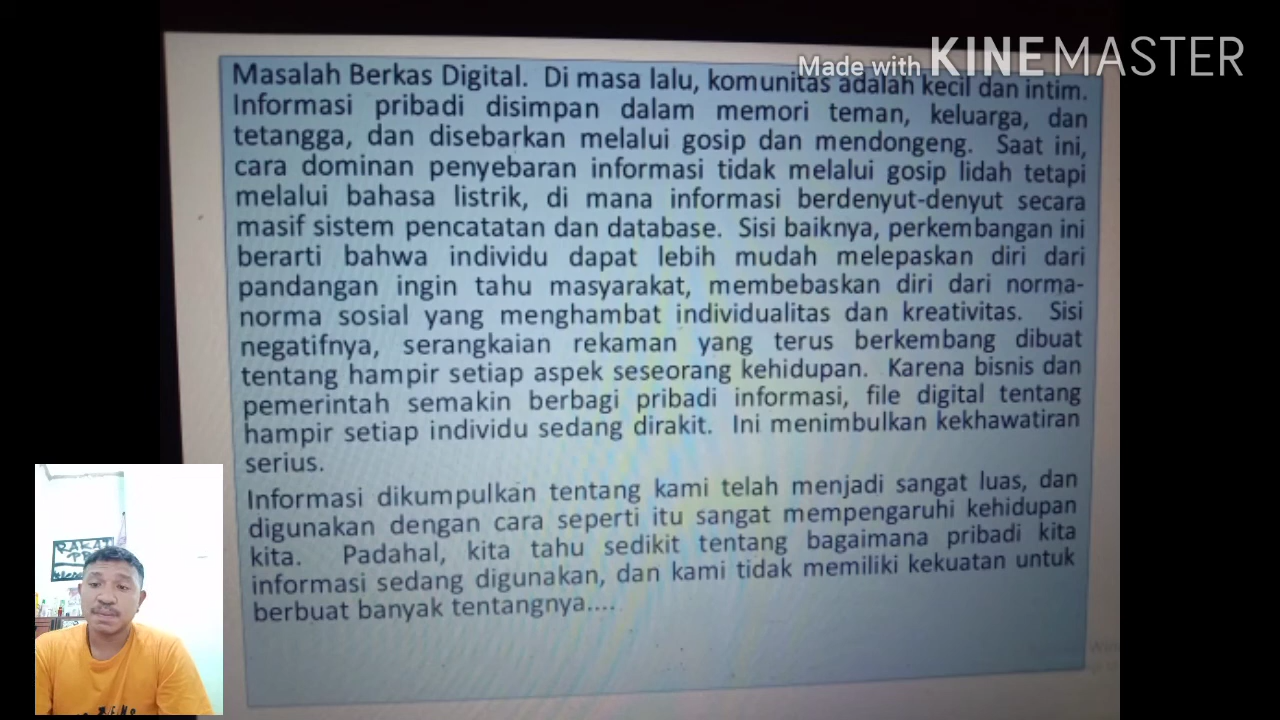 Made with KINEMASTER
Masalah Berkas Digital. Di masa lalu, komunitas adalah kecil dan intim.
Informasi pribadi disimpan dalam memori teman, keluarga, dan
tetangga, dan disebarkan melalui gosip dan mendongeng. Saat ini,
cara dominan penyebaran informasi tidak melalui gosip lidah tetapi
melalui bahasa listrik, di mana informasi berdenyut-denyut secara
masif sistem pencatatan dan database. Sisi baiknya, perkembangan ini
berarti bahwa individu dapat lebih mudah melepaskan diri dari
pandangan ingin tahu masyarakat, membebaskan diri dari norma-
norma sosial yang menghambat individualitas dan kreativitas. Sisi
negatifnya, serangkaian rekaman yang terus berkembang dibuat
tentang hampir setiap aspek seseorang kehidupan. Karena bisnis dan
pemerintah semakin berbagi pribadi informasi, file digital tentang
hampir setiap individu sedang dirakit. Ini menimbulkan kekhawatiran
serius.
Informasi dikumpulkan tentang kami telah menjadi sangat luas, dan
digunakan dengan cara seperti itu sangat mempengaruhi kehidupan
kita. Padahal, kita tahu sedikit tentang bagaimana pribadi kita
informasi sedang digunakan, dan kami tidak memiliki kekuatan untuk
berbuat banyak tentangnya....